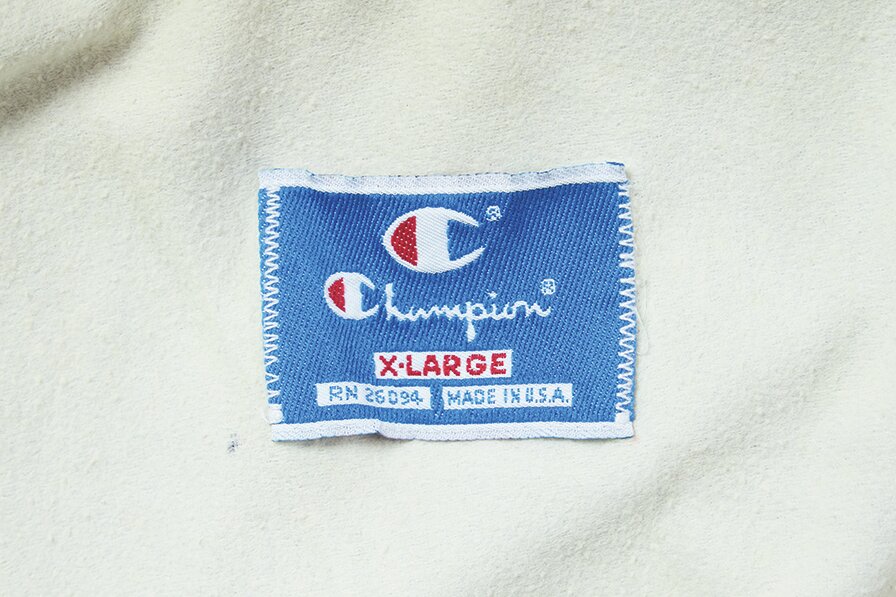 C®
Champion®
X-LARGE
RN 26094 MADE IN U.S.A.